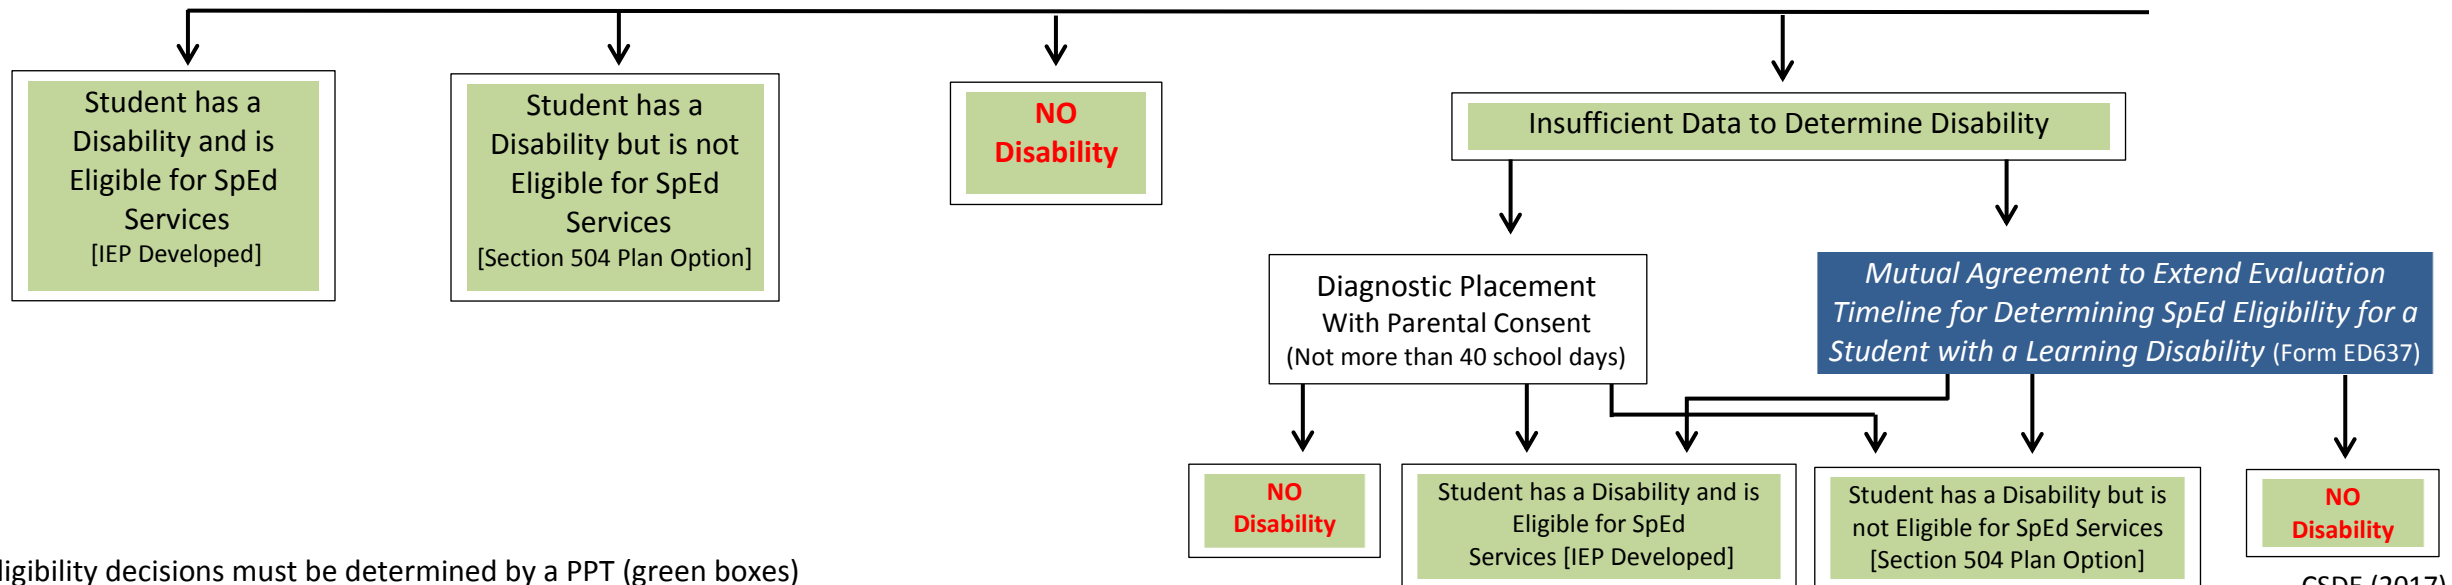 Student has a
Disability and is
Eligible for SpEd
Services
[IEP Developed]
Student has a
Disability but is not
Eligible for SpEd
Services
[Section 504 Plan Option]
NO
Disability
Insufficient Data to Determine Disability
Diagnostic Placement
With Parental Consent
(Not more than 40 school days)
Mutual Agreement to Extend Evaluation
Timeline for Determining SpEd Eligibility for a
Student with a Learning Disability (Form ED637)
NO
Disability
Student has a Disability and is
Eligible for SpEd
Services [IEP Developed]
Student has a Disability but is
not Eligible for SpEd Services
[Section 504 Plan Option]
NO
Disability
ligibility decisions must be determined by a PPT (green boxes)
CSDE (2017)